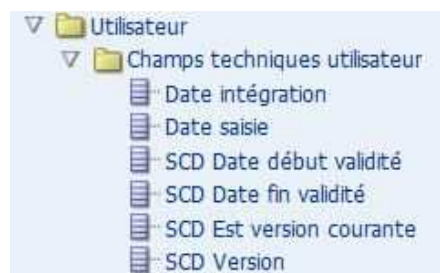 Utilisateur
Champs techniques utilisateur
Date intégration
Date saisie
SCD Date début validité
SCD Date fin validité
SCD Est version courante
SCD Version